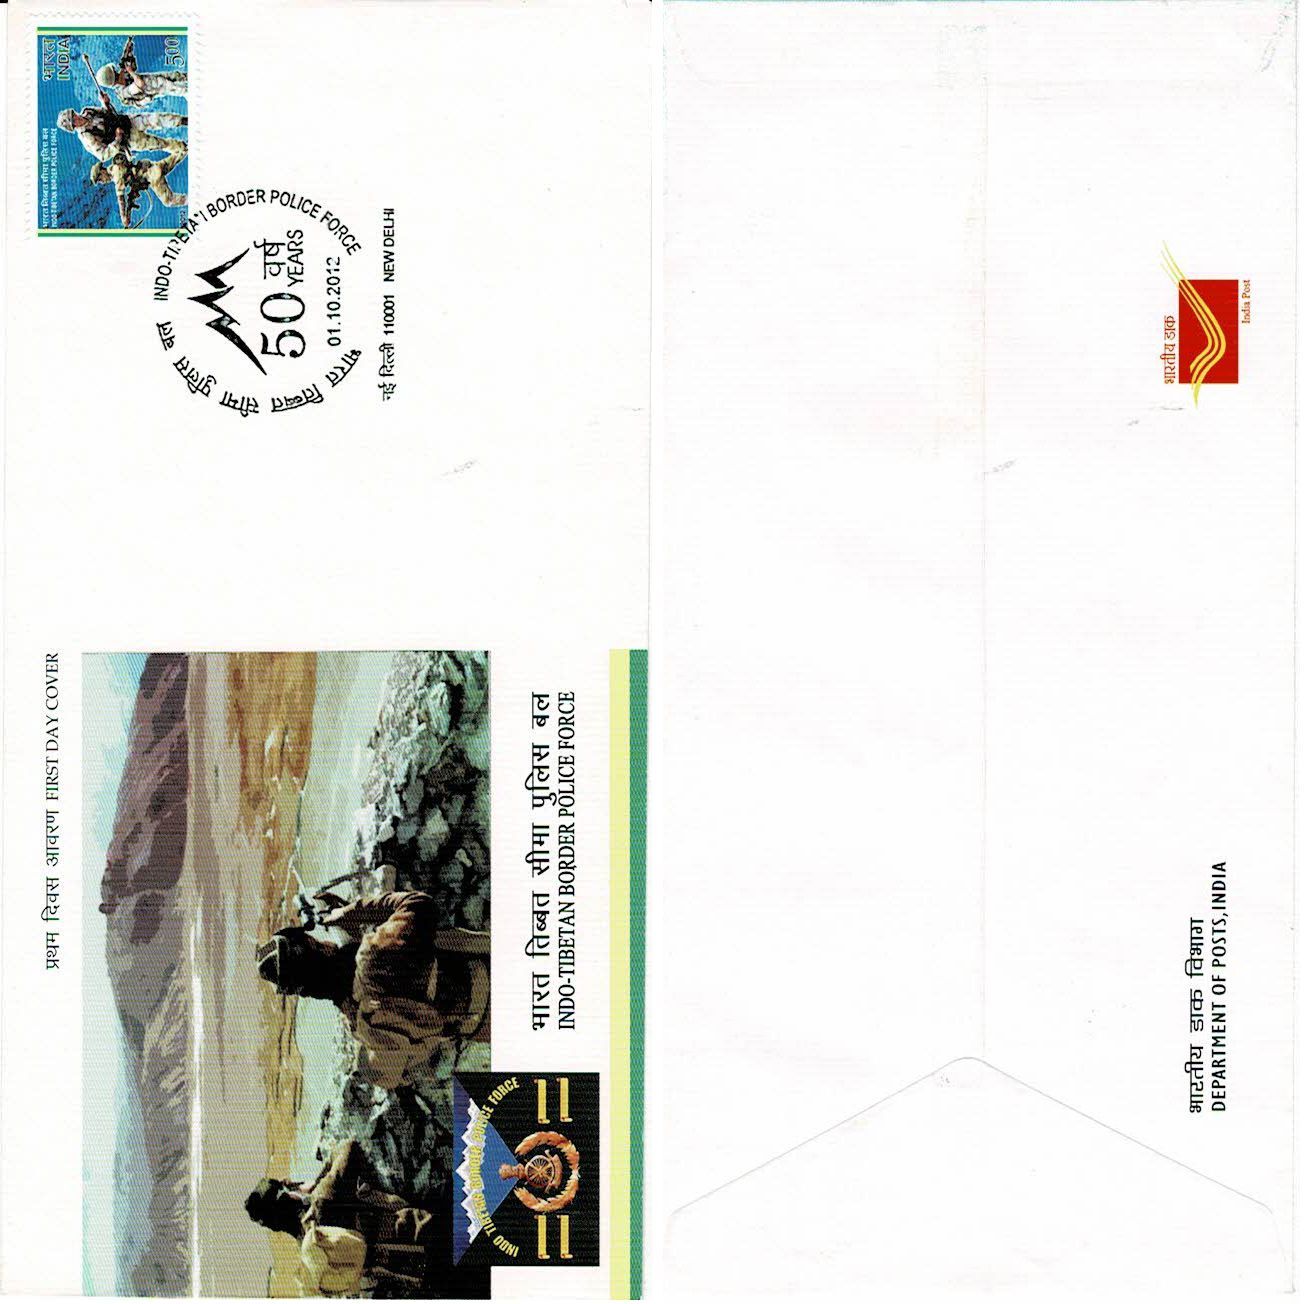 प्रथम दिवस आवरण FIRST DAY COVER
भारत तिब्बत सीमा पुलिस बल
INDO-TIBETAN BORDER POLICE FORCE
भारत
INDIA
500
भारत तिब्बत सीमा पुलिस बल INDO-TIBETAN BORDER POLICE FORCE
50 वर्ष
YEARS
01.10.2012
नई दिल्ली 110001 NEW DELHI
INDO TIBETAN BORDER POLICE FORCE
भारत तिब्बत सीमा पुलिस बल
INDO-TIBETAN BORDER POLICE FORCE
भारतीय डाक विभाग
DEPARTMENT OF POSTS, INDIA
भारतीय डाक
India Post